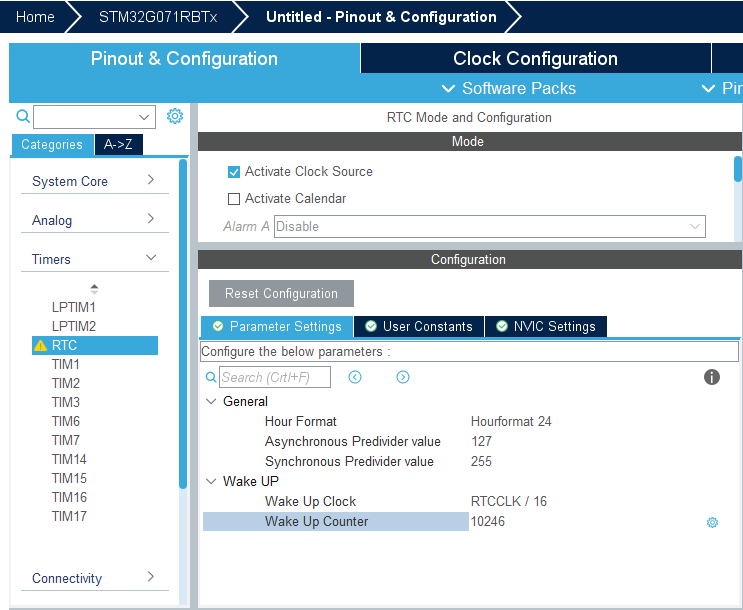 Home STM32G071RBTx Untitled - Pinout & Configuration
Pinout & Configuration Clock Configuration
Software Packs Pin
RTC Mode and Configuration
Categories A->Z
Mode
System Core
Activate Clock Source
Activate Calendar
Analog
Alarm A Disable
Timers
Configuration
Reset Configuration
LPTIM1
LPTIM2
RTC
TIM1
TIM2
TIM3
TIM6
TIM7
TIM14
TIM15
TIM16
TIM17
Parameter Settings User Constants NVIC Settings
Configure the below parameters :
Search (Crtl+F)
General
Hour Format Hourformat 24
Asynchronous Predivider value 127
Synchronous Predivider value 255
Wake UP
Wake Up Clock RTCCLK / 16
Wake Up Counter 10246
Connectivity